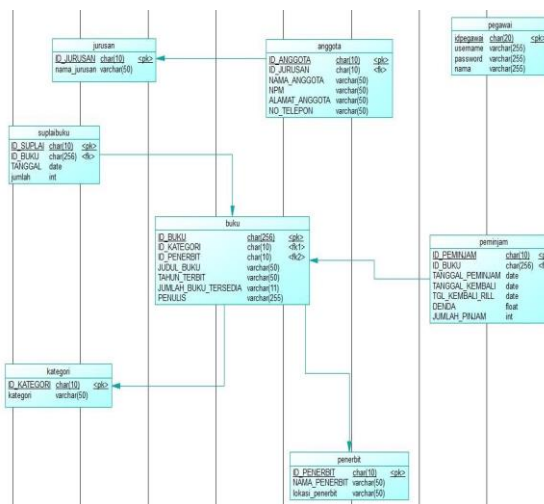 jurusan
ID_JURUSAN char(10) <pk>
nama_jurusan varchar(50)
anggota
ID_ANGGOTA char(10) <pk>
ID_JURUSAN char(10) <fk>
NAMA_ANGGOTA varchar(50)
NPM varchar(50)
ALAMAT_ANGGOTA varchar(50)
NO_TELEPON varchar(50)
pegawai
idpegawai char(20) <pk>
username varchar(255)
password varchar(255)
nama varchar(255)
suplaibuku
ID_SUPLAI char(10) <pk>
ID_BUKU char(256) <fk>
TANGGAL date
jumlah int
buku
ID_BUKU char(256) <pk>
ID_KATEGORI char(10) <fk1>
ID_PENERBIT char(10) <fk2>
JUDUL_BUKU varchar(50)
TAHUN_TERBIT varchar(50)
JUMLAH_BUKU_TERSEDIA varchar(11)
PENULIS varchar(255)
peminjam
ID_PEMINJAM char(10)
ID_BUKU char(256)
TANGGAL_PEMINJAM date
TANGGAL_KEMBALI date
TGL_KEMBALI_RILL date
DENDA float
JUMLAH_PINJAM int
kategori
ID_KATEGORI char(10) <pk>
kategori varchar(50)
penerbit
ID_PENERBIT char(10) <pk>
NAMA_PENERBIT varchar(50)
lokasi_penerbit varchar(50)